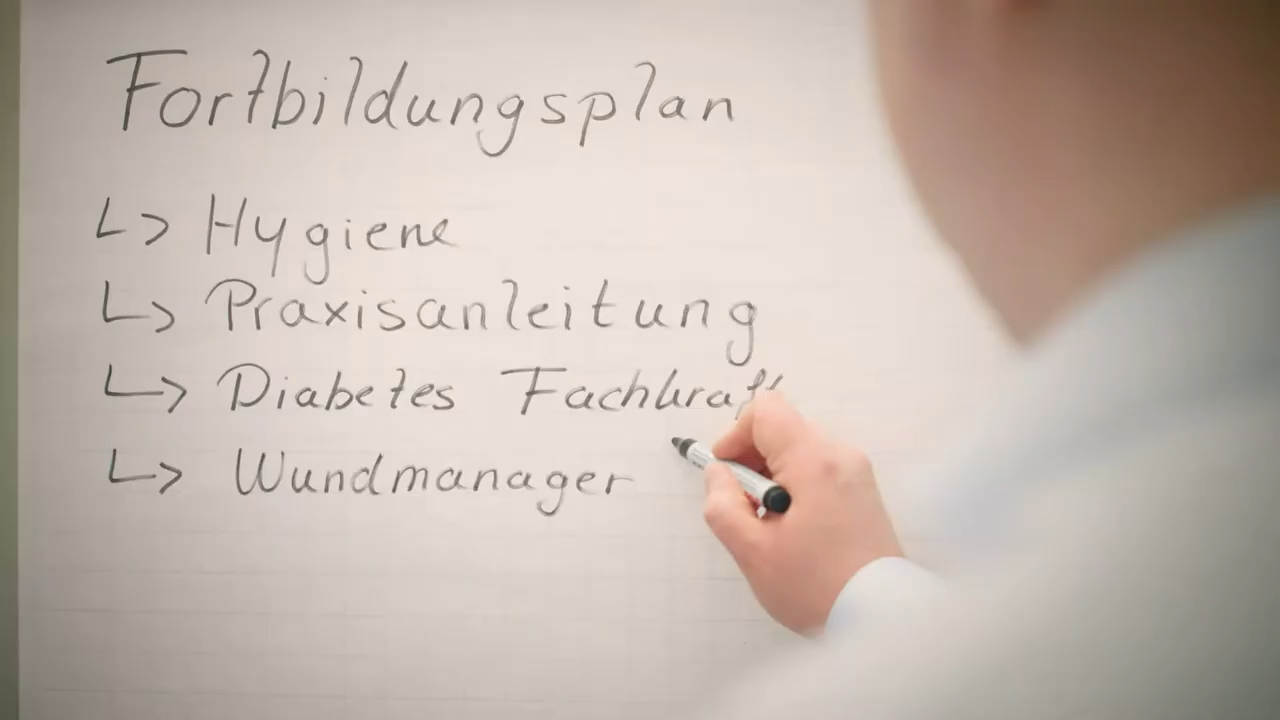 Fortbildungsplan
↳ Hygiene
↳ Praxisanleitung
↳ Diabetes Fachkraft
↳ Wundmanager